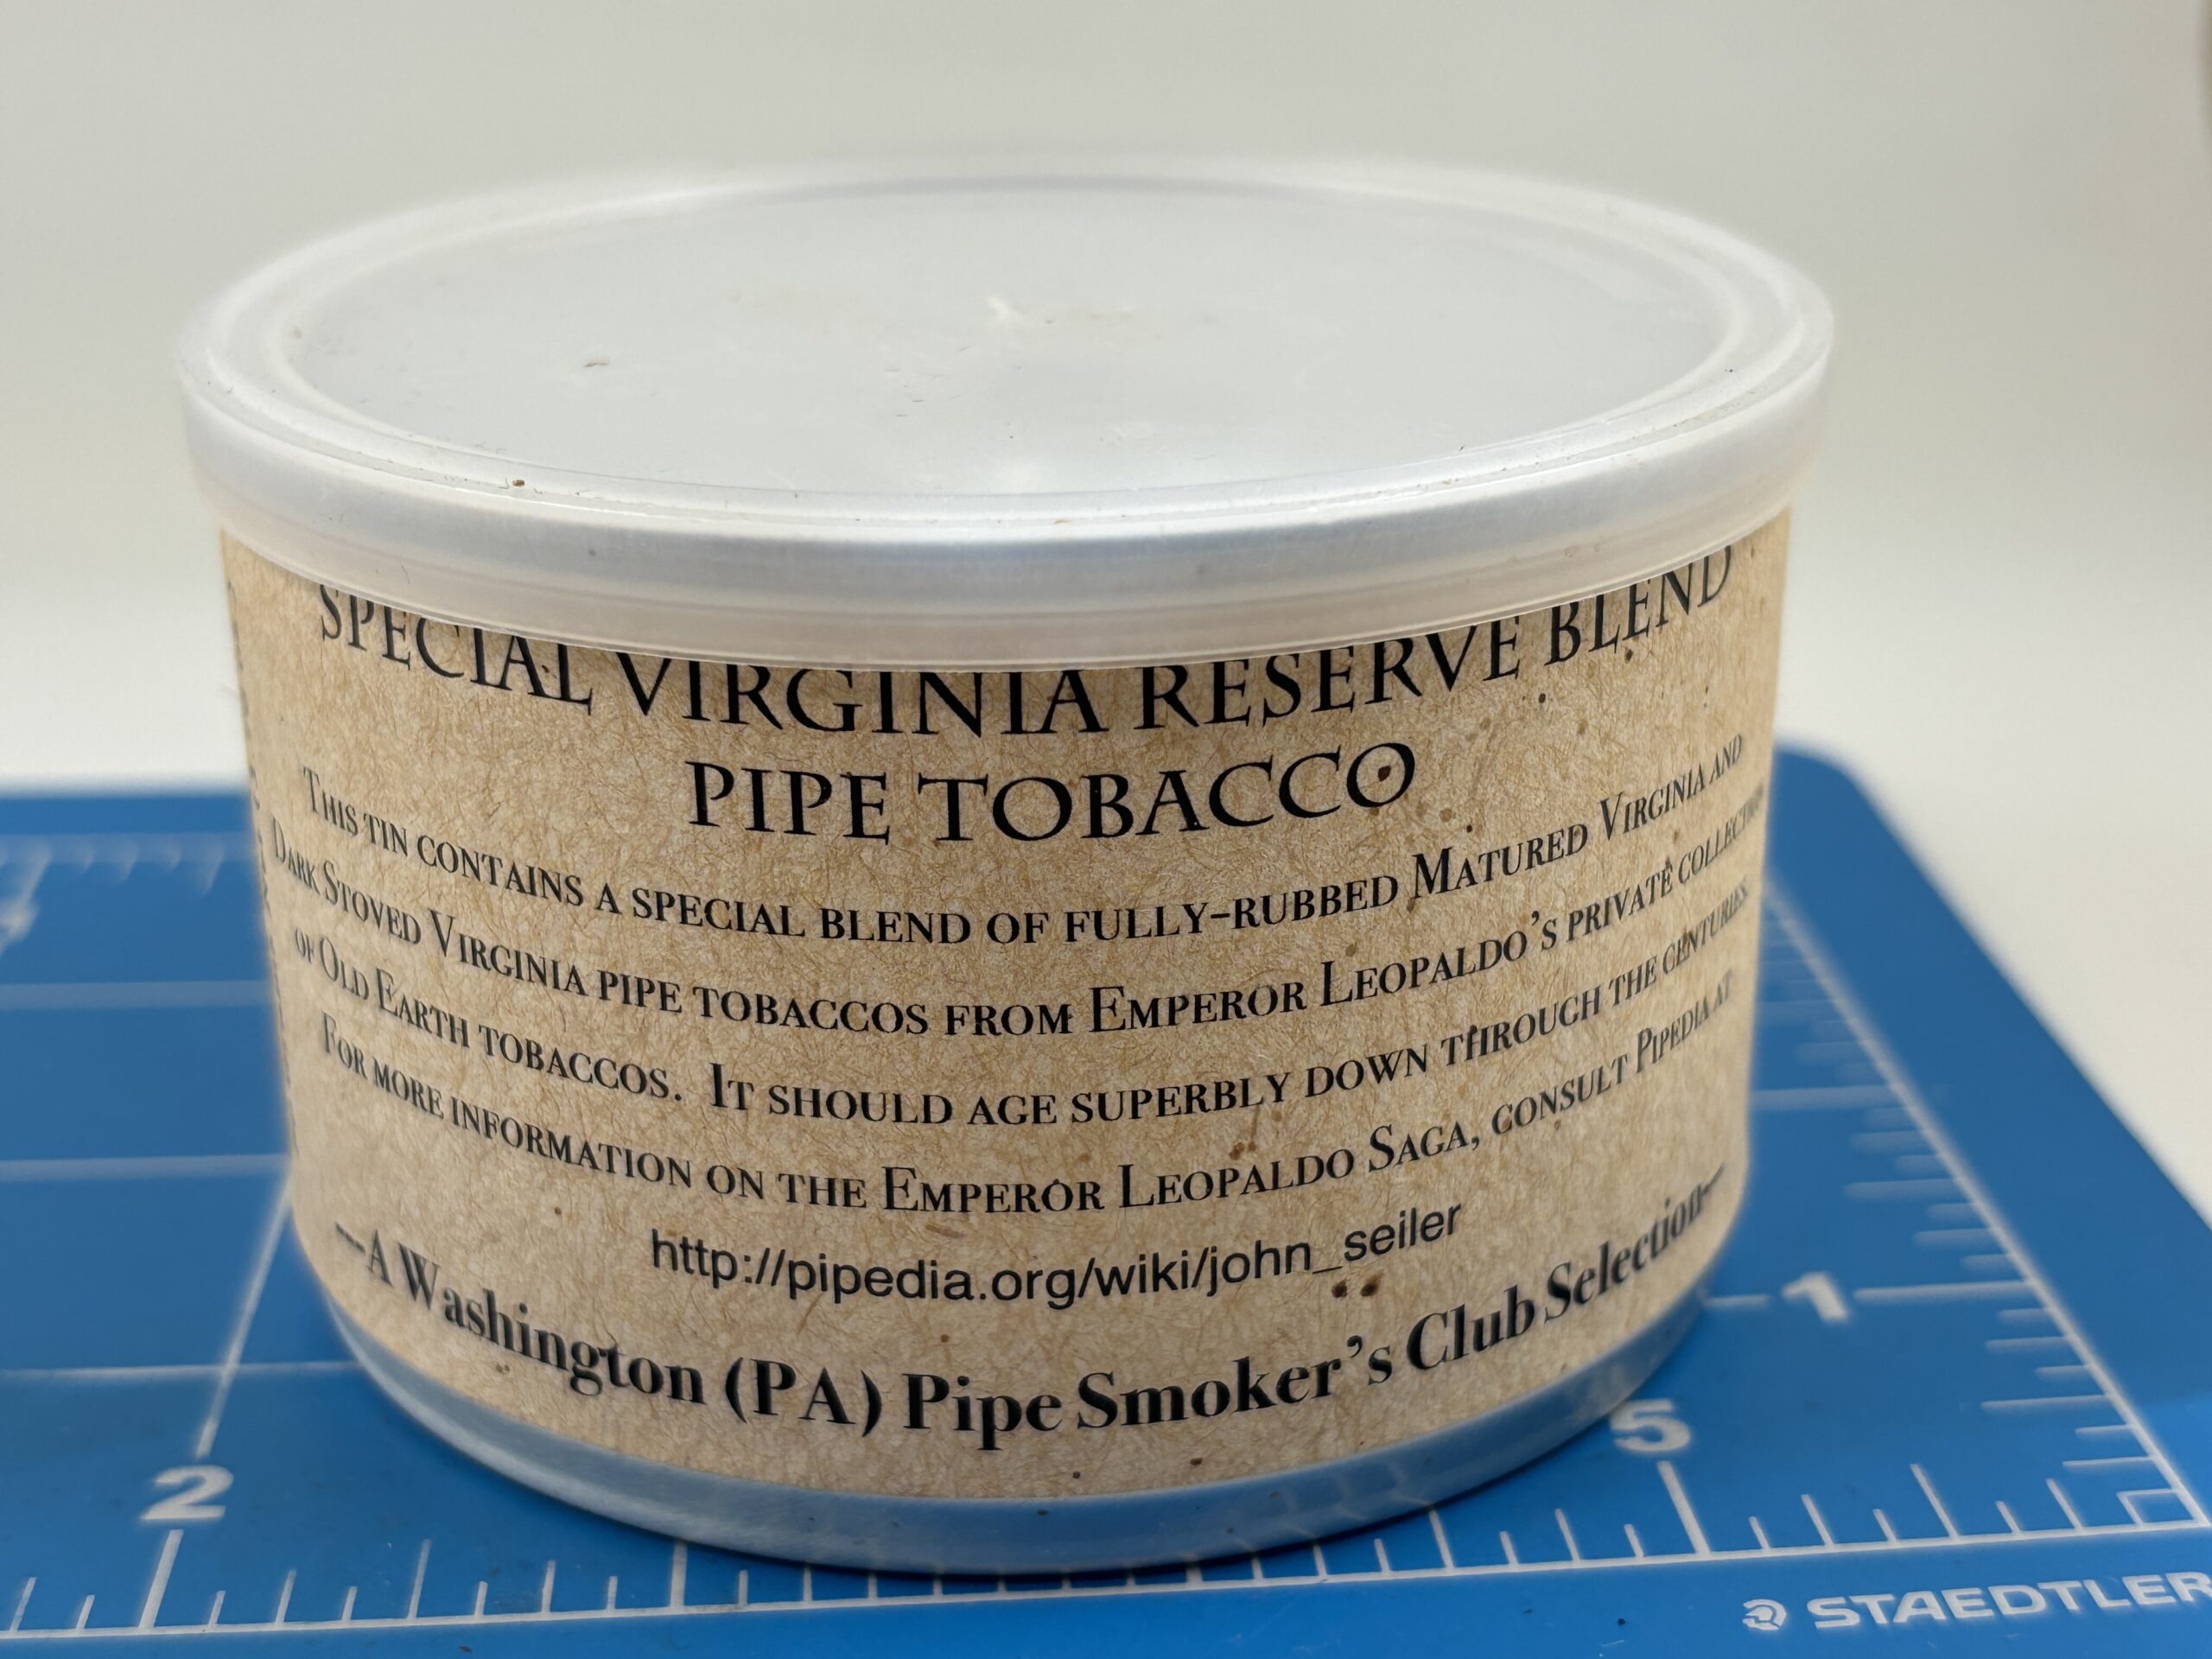 SPECIAL VIRGINIA RESERVE BLEND
PIPE TOBACCO
THIS TIN CONTAINS A SPECIAL BLEND OF FULLY-RUBBED MATURED VIRGINIA AND
DARK STOVED VIRGINIA PIPE TOBACCOS FROM EMPEROR LEOPALDO'S PRIVATE COLLECTION
OF OLD EARTH TOBACCOS. IT SHOULD AGE SUPERBLY DOWN THROUGH THE CENTURIES.
FOR MORE INFORMATION ON THE EMPEROR LEOPALDO SAGA, CONSULT PIPEDIA AT
http://pipedia.org/wiki/john_seiler
—A Washington (PA) Pipe Smoker's Club Selection—
1
5
2
STAEDTLER